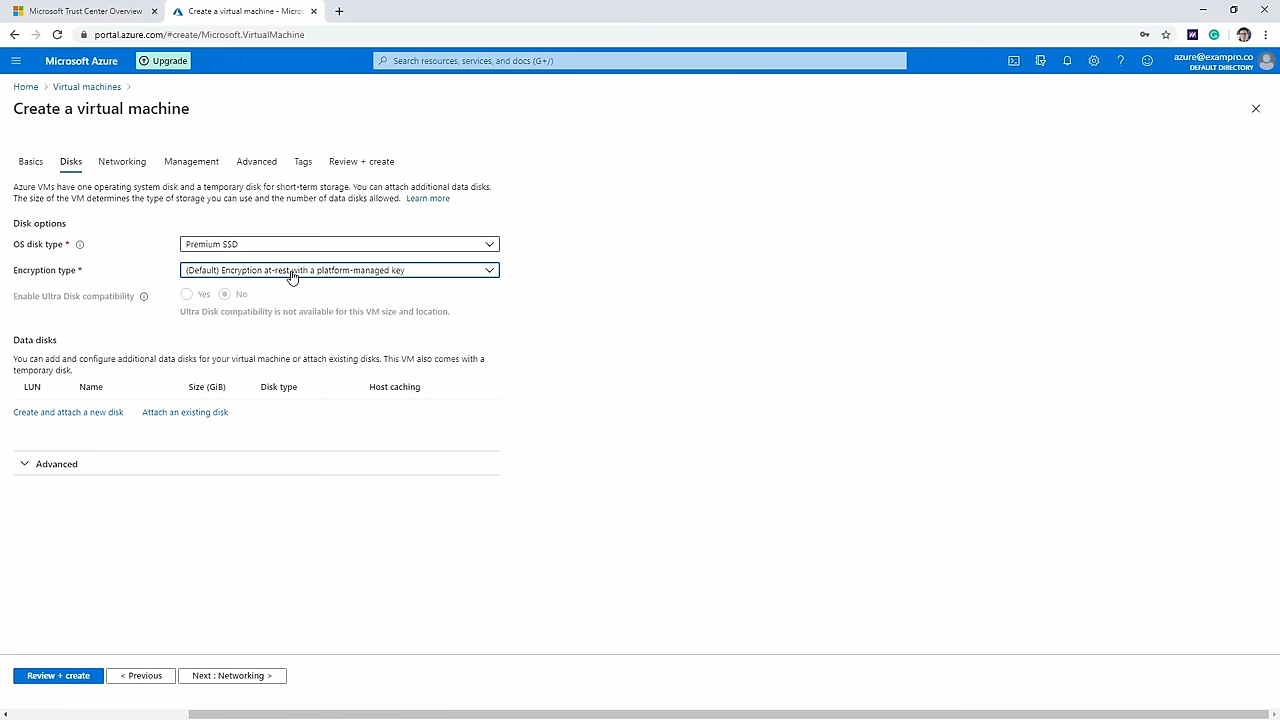 Microsoft Trust Center Overview
Create a virtual machine - Micros
portal.azure.com/#create/Microsoft.VirtualMachine
Microsoft Azure
Upgrade
Search resources, services, and docs (G+/)
azure@exampro.co
DEFAULT DIRECTORY
Home > Virtual machines >
Create a virtual machine
Basics Disks Networking Management Advanced Tags Review + create
Azure VMs have one operating system disk and a temporary disk for short-term storage. You can attach additional data disks.
The size of the VM determines the type of storage you can use and the number of data disks allowed. Learn more
Disk options
OS disk type * Premium SSD
Encryption type * (Default) Encryption at-rest with a platform-managed key
Enable Ultra Disk compatibility Yes No
Ultra Disk compatibility is not available for this VM size and location.
Data disks
You can add and configure additional data disks for your virtual machine or attach existing disks. This VM also comes with a
temporary disk.
LUN Name Size (GiB) Disk type Host caching
Create and attach a new disk Attach an existing disk
Advanced
Review + create < Previous Next : Networking >